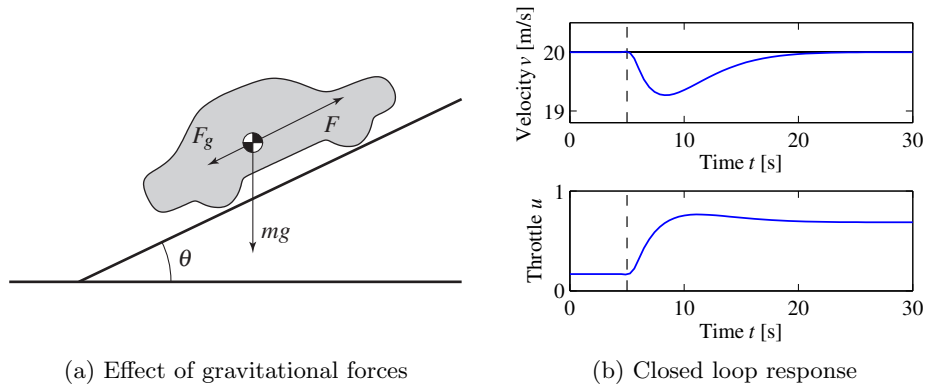 F_g
F
mg
θ
(a) Effect of gravitational forces
Velocity v [m/s]
20
19
0 10 20 30
Time t [s]
Throttle u
1
0
0 10 20 30
Time t [s]
(b) Closed loop response